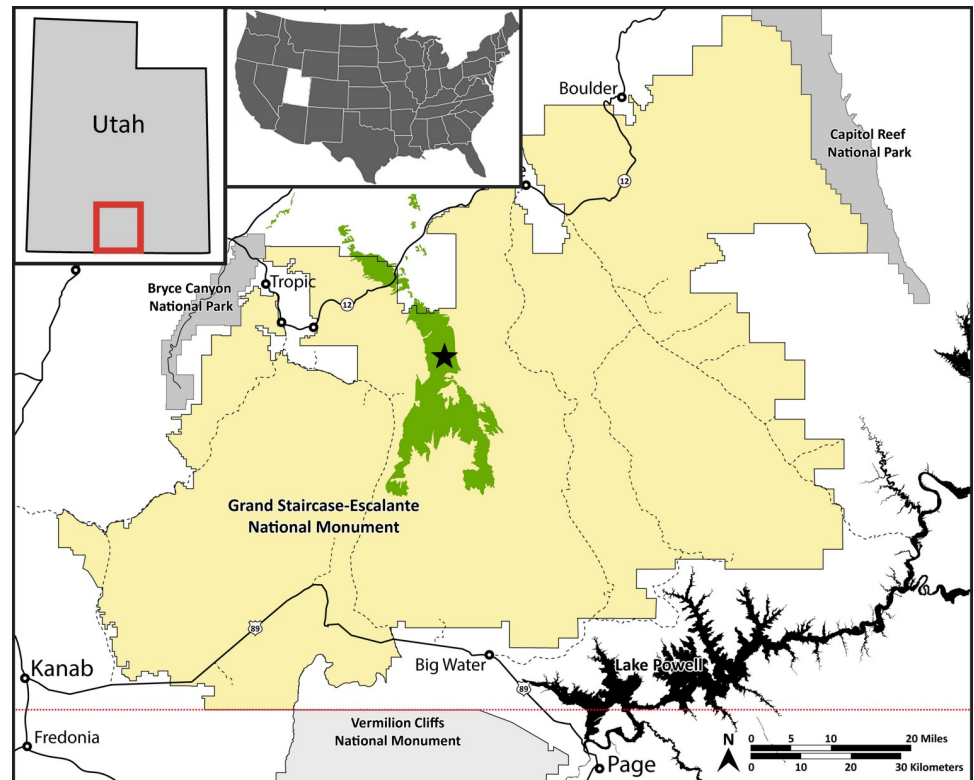 Utah
Boulder
Capitol Reef
National Park
12
Bryce Canyon
National Park
Tropic
12
Grand Staircase-Escalante
National Monument
89
Kanab
Big Water
89
Lake Powell
Vermilion Cliffs
National Monument
Fredonia
Page
N
0 5 10 20 Miles
0 10 20 30 Kilometers